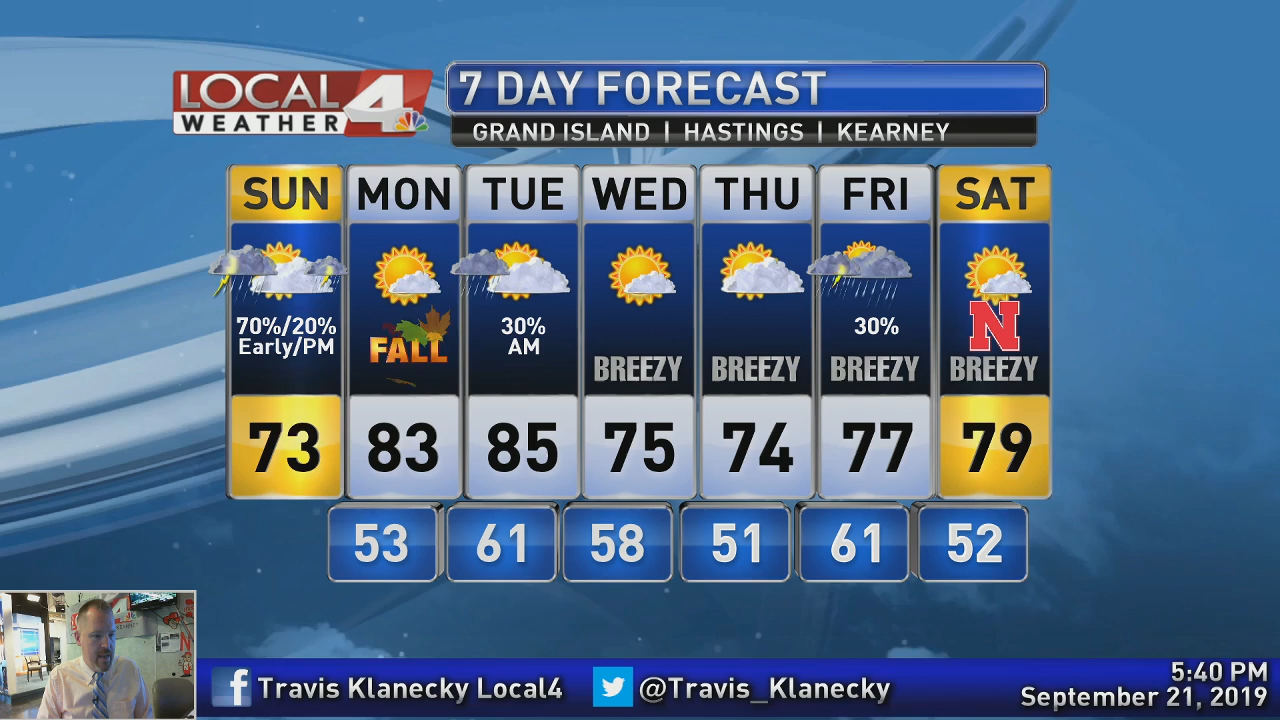 LOCAL 4
WEATHER
7 DAY FORECAST
GRAND ISLAND | HASTINGS | KEARNEY
SUN MON TUE WED THU FRI SAT
70%/20%
Early/PM
FALL
30%
AM
BREEZY
BREEZY
30%
BREEZY
N
BREEZY
73 83 85 75 74 77 79
53 61 58 51 61 52
f Travis Klanecky Local4 @Travis_Klanecky
5:40 PM
September 21, 2019